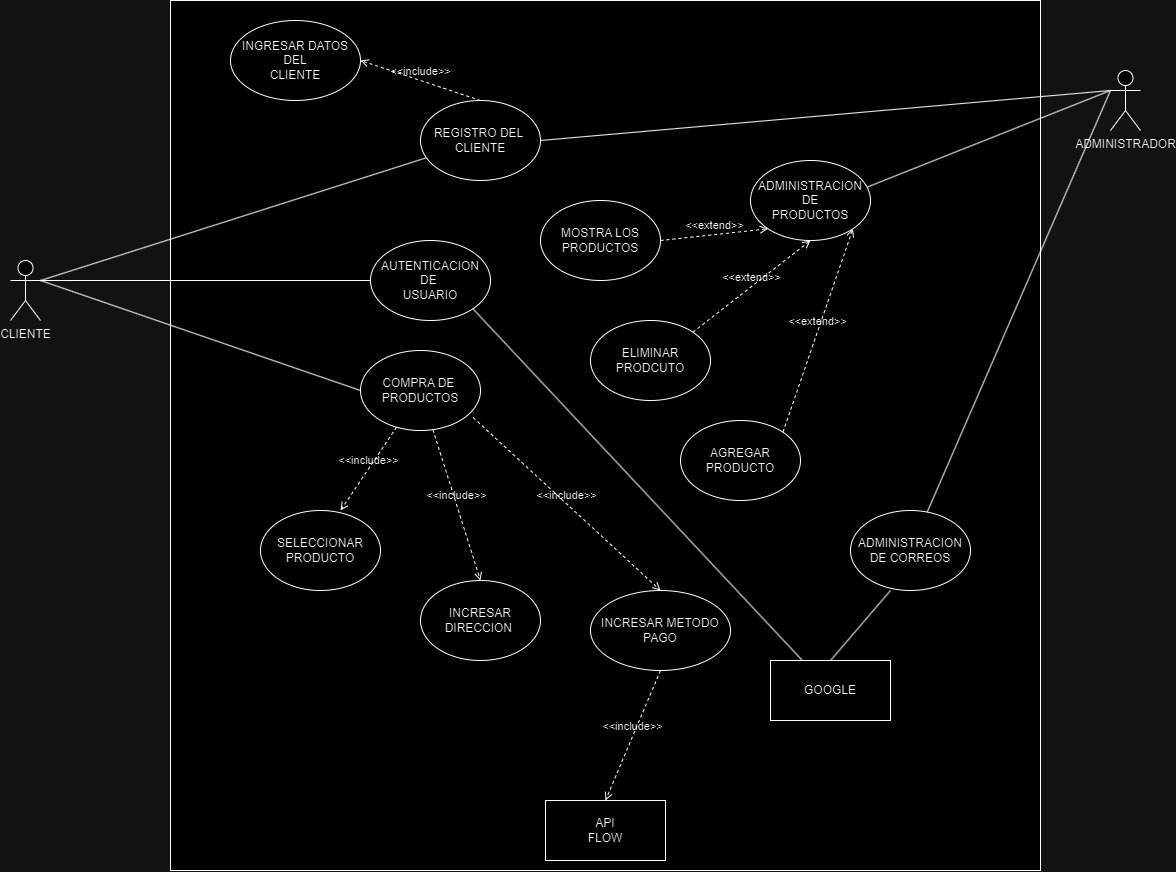 INGRESAR DATOS
DEL
CLIENTE
<<include>>
REGISTRO DEL
CLIENTE
ADMINISTRADOR
ADMINISTRACION
DE
PRODUCTOS
<<extend>>
MOSTRA LOS
PRODUCTOS
AUTENTICACION
DE
USUARIO
<<extend>>
CLIENTE
<<extend>>
ELIMINAR
PRODCUTO
COMPRA DE
PRODUCTOS
<<include>>
AGREGAR
PRODUCTO
<<include>>
<<include>>
SELECCIONAR
PRODUCTO
ADMINISTRACION
DE CORREOS
INCRESAR
DIRECCION
INCRESAR METODO
PAGO
GOOGLE
<<include>>
API
FLOW